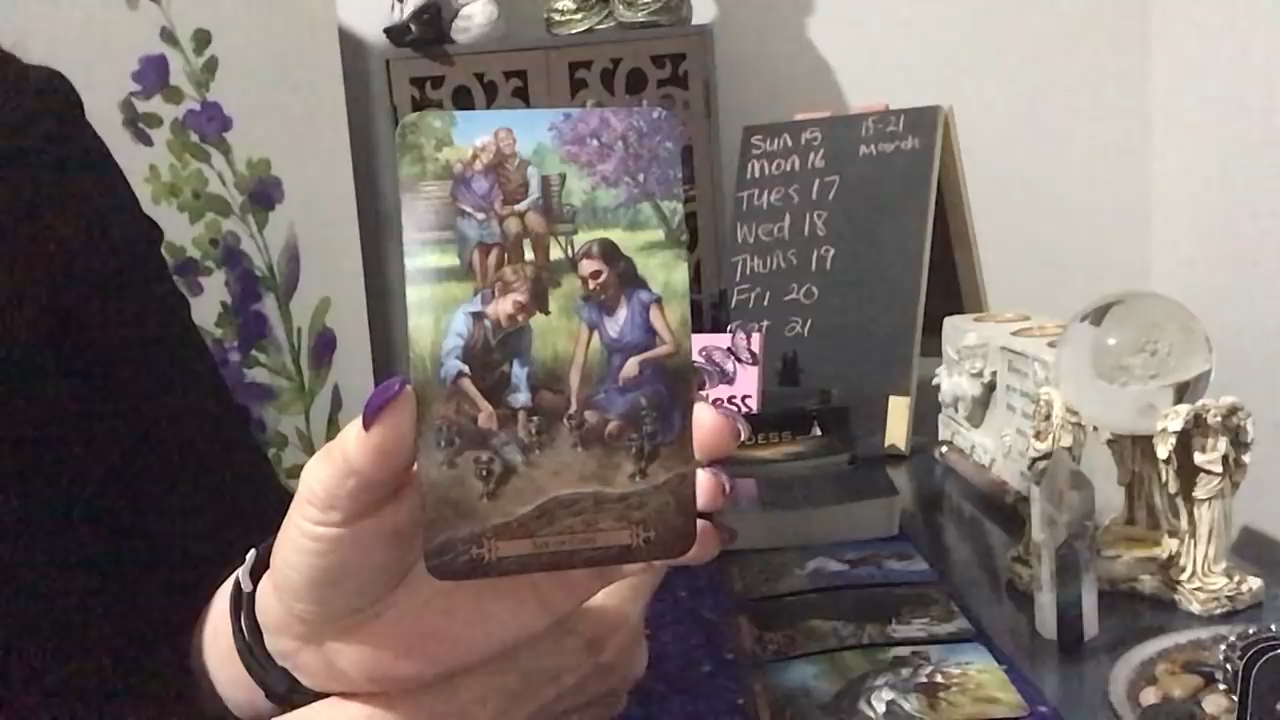 Sun 15
15-21
March
Mon 16
Tues 17
Wed 18
THURS 19
Fri 20
Sat 21